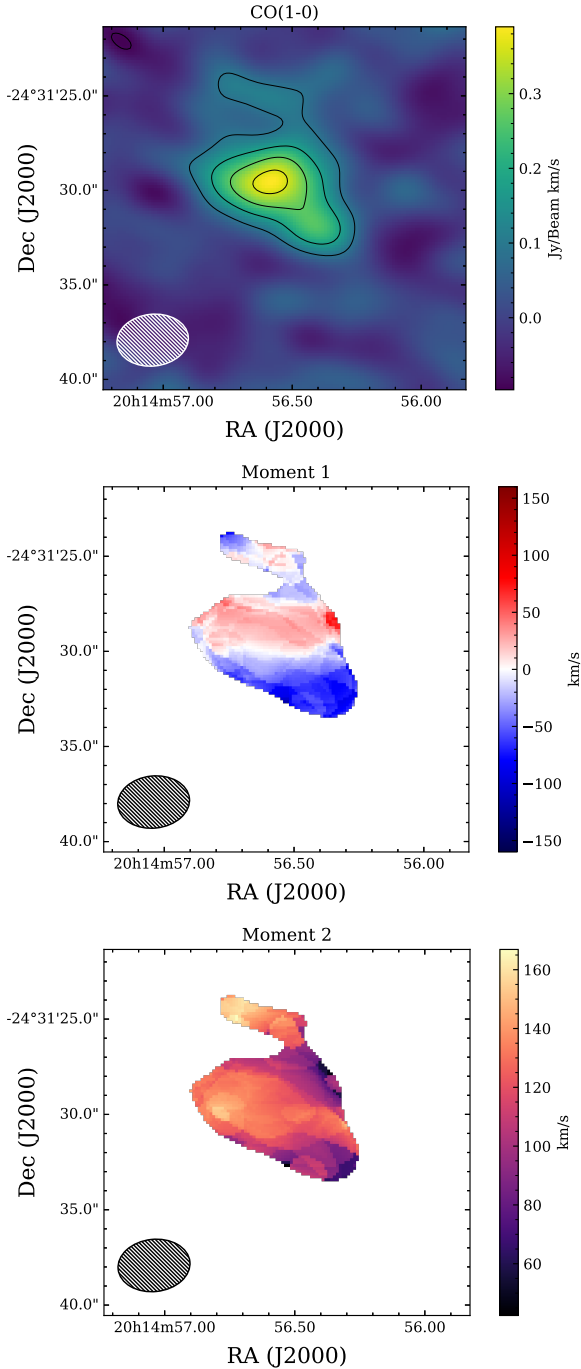 CO(1-0)
-24°31'25.0"
30.0"
35.0"
40.0"
Dec (J2000)
20h14m57.00
56.50
56.00
RA (J2000)
0.3
0.2
0.1
0.0
Jy/Beam km/s
Moment 1
-24°31'25.0"
30.0"
35.0"
40.0"
Dec (J2000)
20h14m57.00
56.50
56.00
RA (J2000)
150
100
50
0
−50
−100
−150
km/s
Moment 2
-24°31'25.0"
30.0"
35.0"
40.0"
Dec (J2000)
20h14m57.00
56.50
56.00
RA (J2000)
160
140
120
100
80
60
km/s